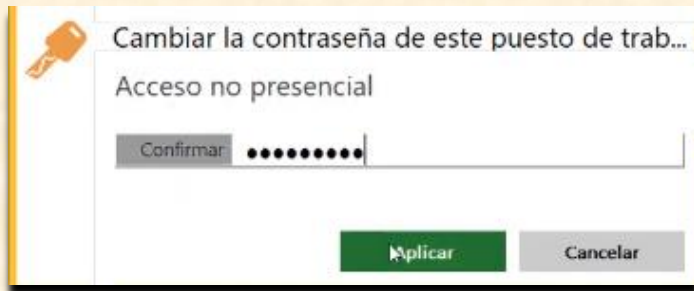 Cambiar la contraseña de este puesto de trab...
Acceso no presencial
Confirmar •••••••••
Aplicar Cancelar